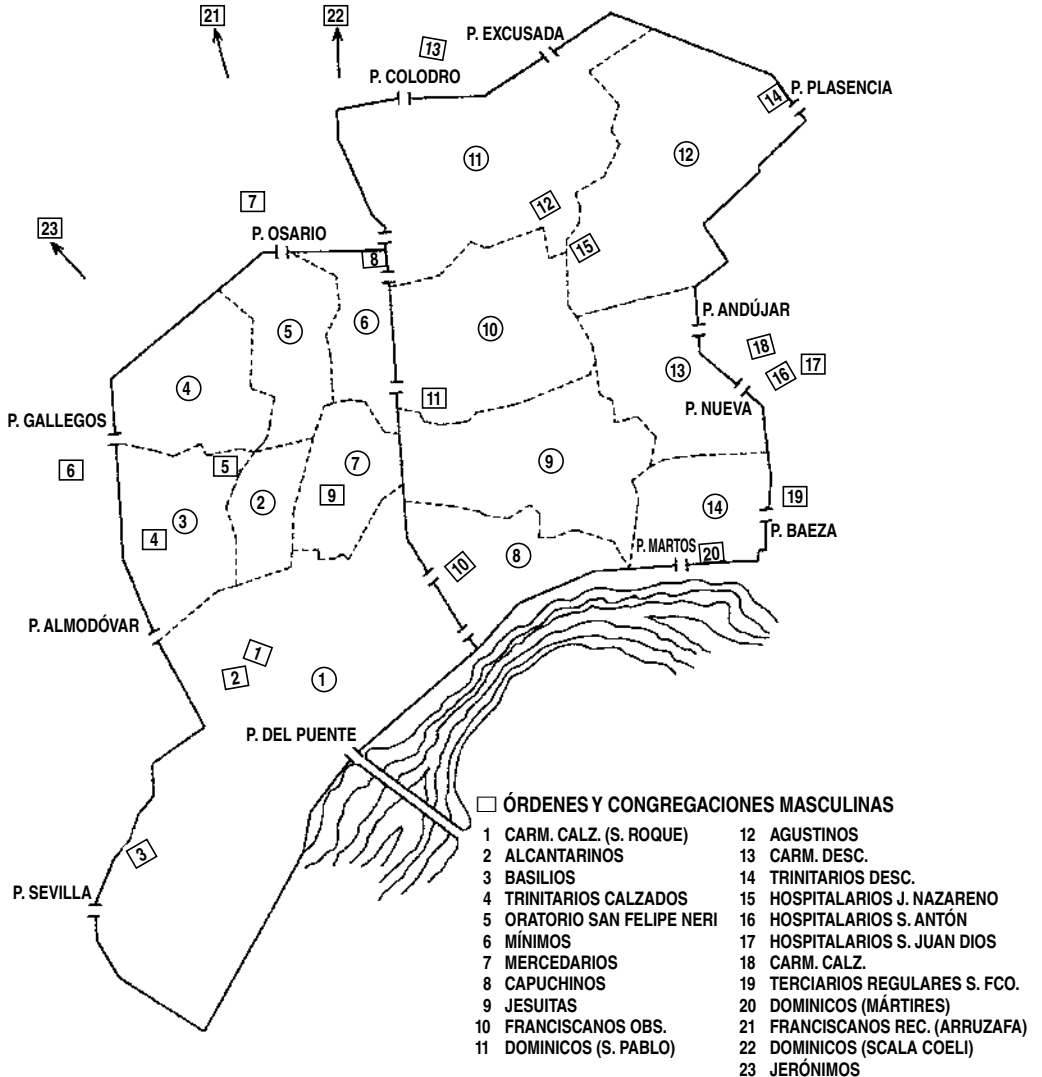 21
22
13
P. EXCUSADA
P. COLODRO
14
P. PLASENCIA
11
12
7
12
23
P. OSARIO
15
8
P. ANDÚJAR
5
6
10
18
17
4
13
16
11
P. NUEVA
P. GALLEGOS
6
5
7
9
2
9
19
3
14
4
P. BAEZA
P. MARTOS
20
8
10
P. ALMODÓVAR
1
2
1
P. DEL PUENTE
3
P. SEVILLA
ÓRDENES Y CONGREGACIONES MASCULINAS
1 CARM. CALZ. (S. ROQUE)
2 ALCANTARINOS
3 BASILIOS
4 TRINITARIOS CALZADOS
5 ORATORIO SAN FELIPE NERI
6 MÍNIMOS
7 MERCEDARIOS
8 CAPUCHINOS
9 JESUITAS
10 FRANCISCANOS OBS.
11 DOMINICOS (S. PABLO)
12 AGUSTINOS
13 CARM. DESC.
14 TRINITARIOS DESC.
15 HOSPITALARIOS J. NAZARENO
16 HOSPITALARIOS S. ANTÓN
17 HOSPITALARIOS S. JUAN DIOS
18 CARM. CALZ.
19 TERCIARIOS REGULARES S. FCO.
20 DOMINICOS (MÁRTIRES)
21 FRANCISCANOS REC. (ARRUZAFA)
22 DOMINICOS (SCALA COELI)
23 JERÓNIMOS